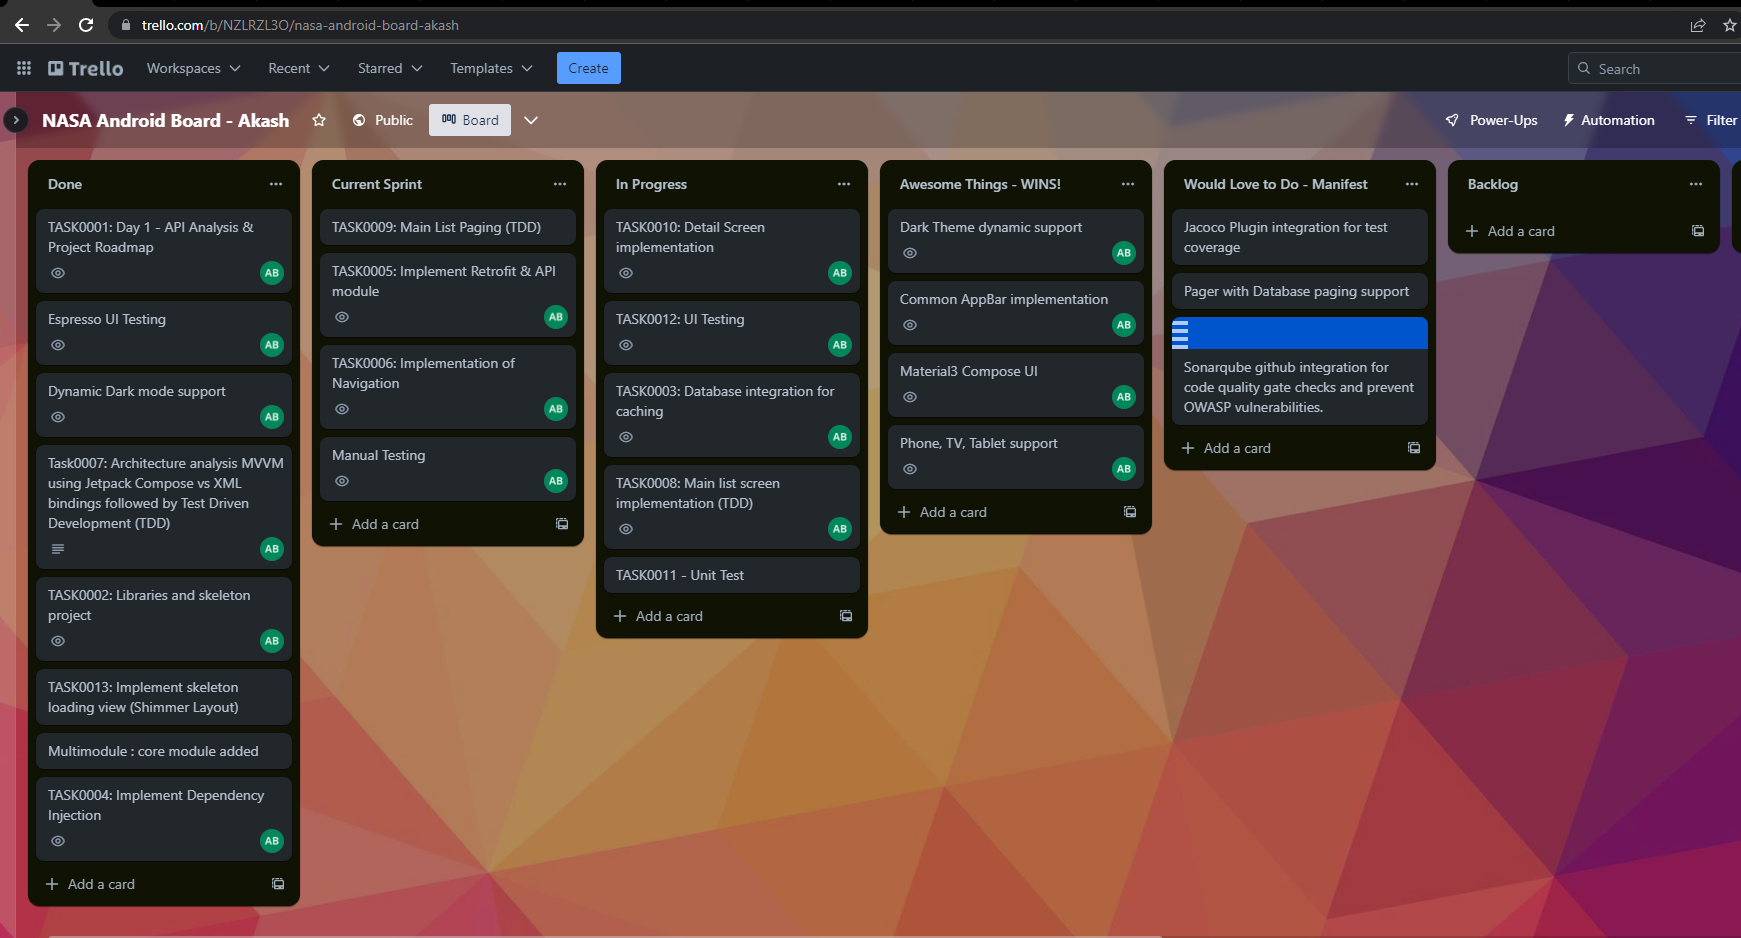 trello.com/b/NZLRZL3O/nasa-android-board-akash
Trello
Workspaces
Recent
Starred
Templates
Create
Search
NASA Android Board - Akash
Public
Board
Power-Ups
Automation
Filter
Done
TASK0001: Day 1 - API Analysis &
Project Roadmap
AB
Espresso UI Testing
AB
Dynamic Dark mode support
AB
Task0007: Architecture analysis MVVM
using Jetpack Compose vs XML
bindings followed by Test Driven
Development (TDD)
AB
TASK0002: Libraries and skeleton
project
AB
TASK0013: Implement skeleton
loading view (Shimmer Layout)
Multimodule : core module added
TASK0004: Implement Dependency
Injection
AB
Add a card
Current Sprint
TASK0009: Main List Paging (TDD)
TASK0005: Implement Retrofit & API
module
AB
TASK0006: Implementation of
Navigation
AB
Manual Testing
AB
Add a card
In Progress
TASK0010: Detail Screen
implementation
AB
TASK0012: UI Testing
AB
TASK0003: Database integration for
caching
AB
TASK0008: Main list screen
implementation (TDD)
AB
TASK0011 - Unit Test
Add a card
Awesome Things - WINS!
Dark Theme dynamic support
AB
Common AppBar implementation
AB
Material3 Compose UI
AB
Phone, TV, Tablet support
AB
Add a card
Would Love to Do - Manifest
Jacoco Plugin integration for test
coverage
Pager with Database paging support
Sonarqube github integration for
code quality gate checks and prevent
OWASP vulnerabilities.
Add a card
Backlog
Add a card